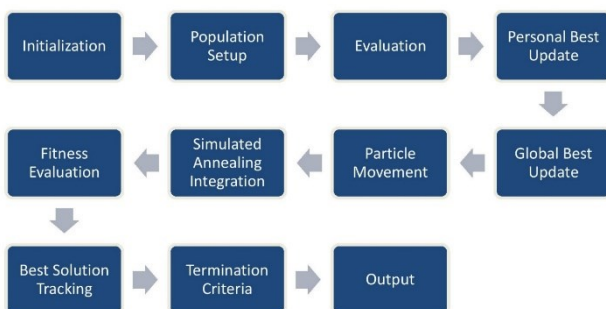 Initialization
Population
Setup
Evaluation
Personal Best
Update
Global Best
Update
Particle
Movement
Simulated
Annealing
Integration
Fitness
Evaluation
Best Solution
Tracking
Termination
Criteria
Output